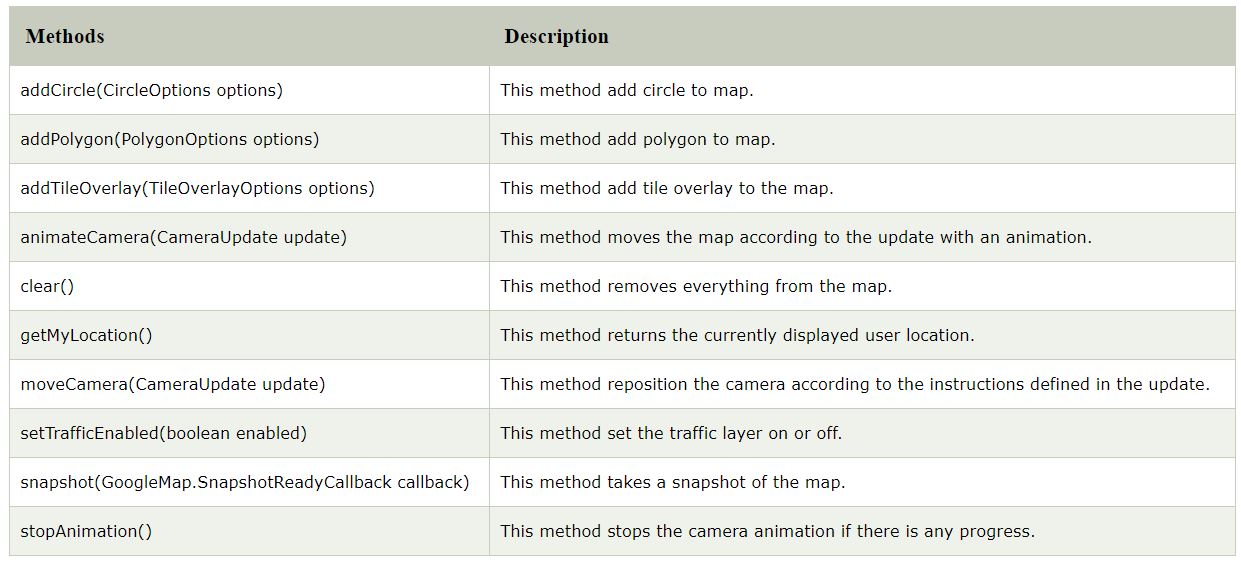 Methods Description
addCircle(CircleOptions options) This method add circle to map.
addPolygon(PolygonOptions options) This method add polygon to map.
addTileOverlay(TileOverlayOptions options) This method add tile overlay to the map.
animateCamera(CameraUpdate update) This method moves the map according to the update with an animation.
clear() This method removes everything from the map.
getMyLocation() This method returns the currently displayed user location.
moveCamera(CameraUpdate update) This method reposition the camera according to the instructions defined in the update.
setTrafficEnabled(boolean enabled) This method set the traffic layer on or off.
snapshot(GoogleMap.SnapshotReadyCallback callback) This method takes a snapshot of the map.
stopAnimation() This method stops the camera animation if there is any progress.